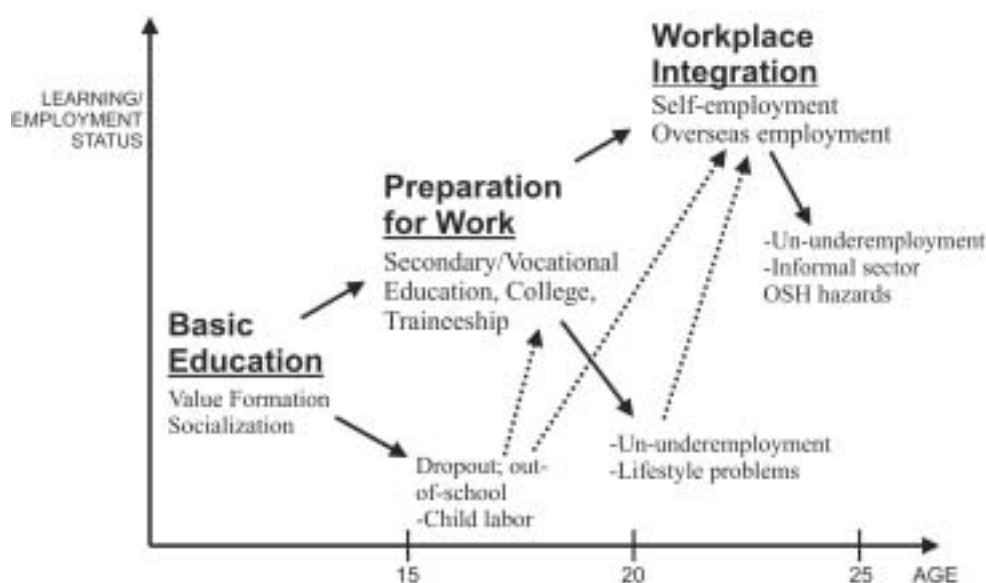 Workplace
Integration
Self-employment
Overseas employment
LEARNING/
EMPLOYMENT
STATUS
Preparation
for Work
Secondary/Vocational
Education, College,
Traineeship
-Un-underemployment
-Informal sector
OSH hazards
Basic
Education
Value Formation
Socialization
Dropout; out-
of-school
-Child labor
-Un-underemployment
-Lifestyle problems
15
20
25
AGE